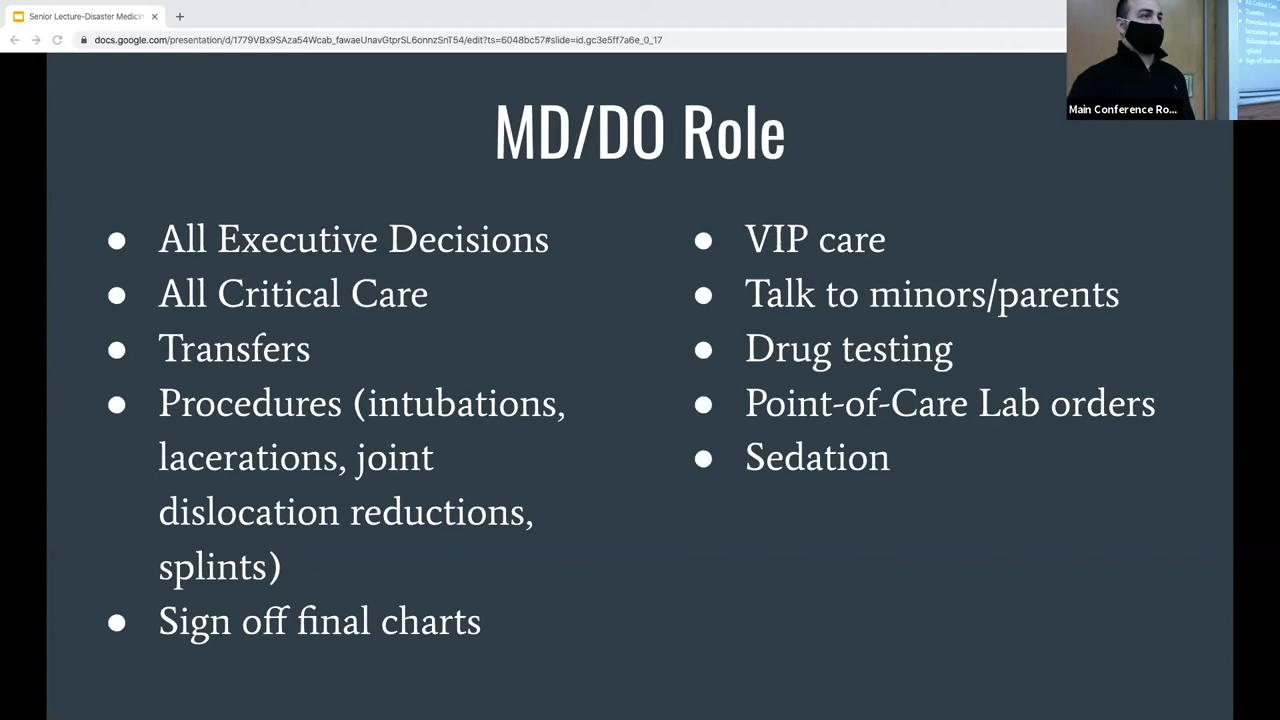 Senior Lecture-Disaster Medicin
docs.google.com/presentation/d/1779VBx9SAza54Wcab_fawaeUnavGtprSL6onnzSnT54/edit?ts=6048bc57#slide=id.gc3e5ff7a6e_0_17
Main Conference Ro...
MD/DO Role
● All Executive Decisions
● All Critical Care
● Transfers
● Procedures (intubations,
lacerations, joint
dislocation reductions,
splints)
● Sign off final charts
● VIP care
● Talk to minors/parents
● Drug testing
● Point-of-Care Lab orders
● Sedation